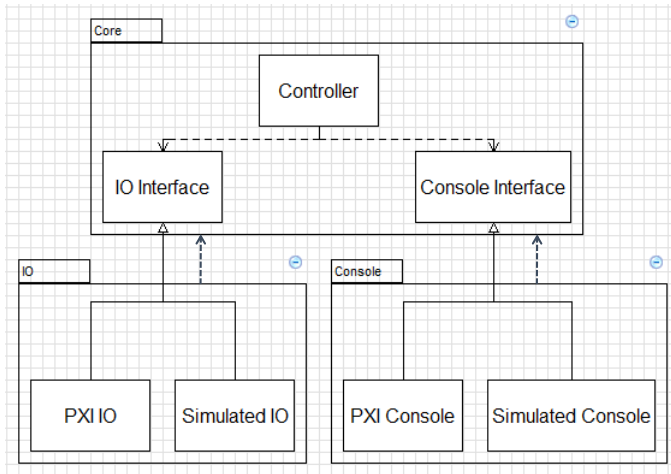 Core
Controller
IO Interface
Console Interface
IO
Console
PXI IO
Simulated IO
PXI Console
Simulated Console